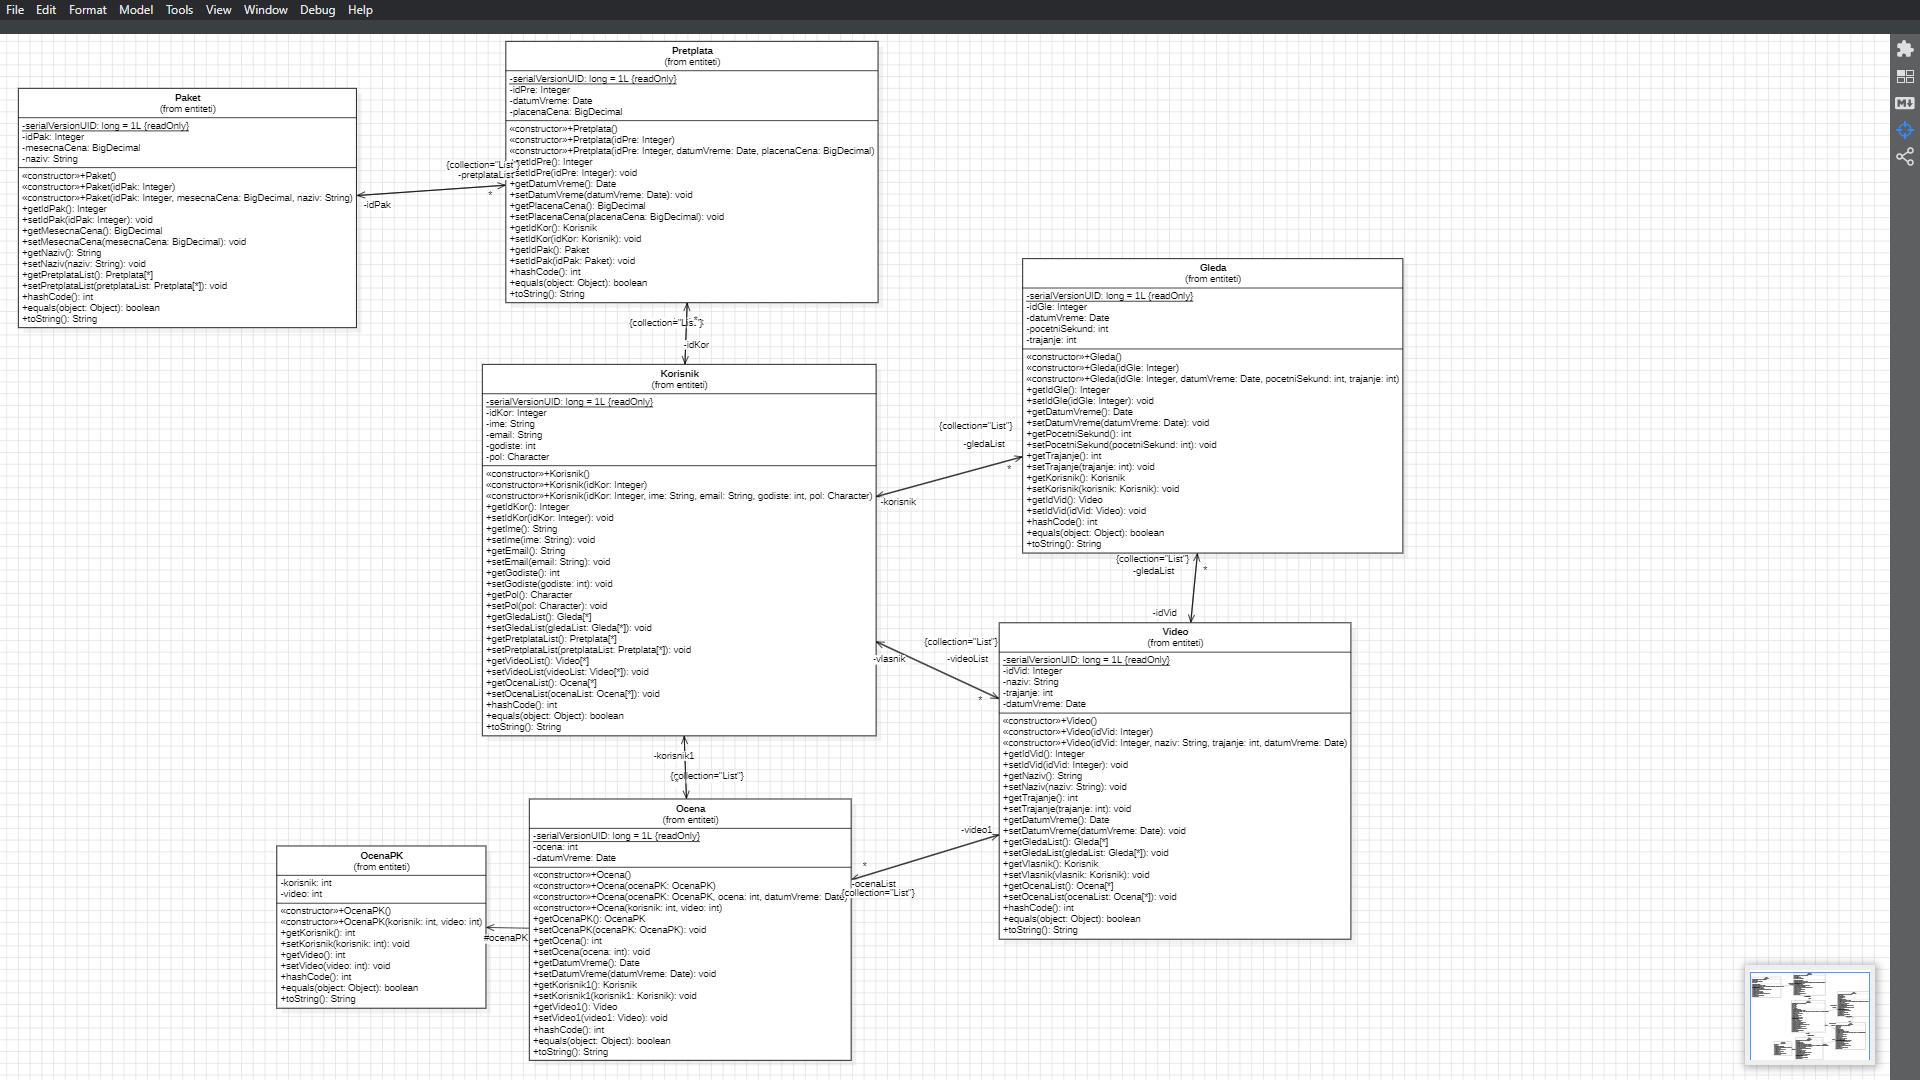 File Edit Format Model Tools View Window Debug Help
Pretplata
(from entiteti)
-serialVersionUID: long = 1L {readOnly}
-idPre: Integer
-datumVreme: Date
-placenaCena: BigDecimal
«constructor»+Pretplata()
«constructor»+Pretplata(idPre: Integer)
«constructor»+Pretplata(idPre: Integer, datumVreme: Date, placenaCena: BigDecimal)
+getIdPre(): Integer
+setIdPre(idPre: Integer): void
+getDatumVreme(): Date
+setDatumVreme(datumVreme: Date): void
+getPlacenaCena(): BigDecimal
+setPlacenaCena(placenaCena: BigDecimal): void
+getIdKor(): Korisnik
+setIdKor(idKor: Korisnik): void
+getIdPak(): Paket
+setIdPak(idPak: Paket): void
+hashCode(): int
+equals(object: Object): boolean
+toString(): String
Paket
(from entiteti)
-serialVersionUID: long = 1L {readOnly}
-idPak: Integer
-mesecnaCena: BigDecimal
-naziv: String
«constructor»+Paket()
«constructor»+Paket(idPak: Integer)
«constructor»+Paket(idPak: Integer, mesecnaCena: BigDecimal, naziv: String)
+getIdPak(): Integer
+setIdPak(idPak: Integer): void
+getMesecnaCena(): BigDecimal
+setMesecnaCena(mesecnaCena: BigDecimal): void
+getNaziv(): String
+setNaziv(naziv: String): void
+getPretplataList(): Pretplata[*]
+setPretplataList(pretplataList: Pretplata[*]): void
+hashCode(): int
+equals(object: Object): boolean
+toString(): String
{collection="List"}
-pretplataList
*
-idPak
{collection="List"}
*
-idKor
Gleda
(from entiteti)
-serialVersionUID: long = 1L {readOnly}
-idGle: Integer
-datumVreme: Date
-pocetniSekund: int
-trajanje: int
«constructor»+Gleda()
«constructor»+Gleda(idGle: Integer)
«constructor»+Gleda(idGle: Integer, datumVreme: Date, pocetniSekund: int, trajanje: int)
+getIdGle(): Integer
+setIdGle(idGle: Integer): void
+getDatumVreme(): Date
+setDatumVreme(datumVreme: Date): void
+getPocetniSekund(): int
+setPocetniSekund(pocetniSekund: int): void
+getTrajanje(): int
+setTrajanje(trajanje: int): void
+getKorisnik(): Korisnik
+setKorisnik(korisnik: Korisnik): void
+getIdVid(): Video
+setIdVid(idVid: Video): void
+hashCode(): int
+equals(object: Object): boolean
+toString(): String
Korisnik
(from entiteti)
-serialVersionUID: long = 1L {readOnly}
-idKor: Integer
-ime: String
-email: String
-godiste: int
-pol: Character
«constructor»+Korisnik()
«constructor»+Korisnik(idKor: Integer)
«constructor»+Korisnik(idKor: Integer, ime: String, email: String, godiste: int, pol: Character)
+getIdKor(): Integer
+setIdKor(idKor: Integer): void
+getIme(): String
+setIme(ime: String): void
+getEmail(): String
+setEmail(email: String): void
+getGodiste(): int
+setGodiste(godiste: int): void
+getPol(): Character
+setPol(pol: Character): void
+getGledaList(): Gleda[*]
+setGledaList(gledaList: Gleda[*]): void
+getPretplataList(): Pretplata[*]
+setPretplataList(pretplataList: Pretplata[*]): void
+getVideoList(): Video[*]
+setVideoList(videoList: Video[*]): void
+getOcenaList(): Ocena[*]
+setOcenaList(ocenaList: Ocena[*]): void
+hashCode(): int
+equals(object: Object): boolean
+toString(): String
{collection="List"}
-gledaList
*
-korisnik
{collection="List"}
-gledaList
*
-idVid
{collection="List"}
-vlasnik
-videoList
*
Video
(from entiteti)
-serialVersionUID: long = 1L {readOnly}
-idVid: Integer
-naziv: String
-trajanje: int
-datumVreme: Date
«constructor»+Video()
«constructor»+Video(idVid: Integer)
«constructor»+Video(idVid: Integer, naziv: String, trajanje: int, datumVreme: Date)
+getIdVid(): Integer
+setIdVid(idVid: Integer): void
+getNaziv(): String
+setNaziv(naziv: String): void
+getTrajanje(): int
+setTrajanje(trajanje: int): void
+getDatumVreme(): Date
+setDatumVreme(datumVreme: Date): void
+getGledaList(): Gleda[*]
+setGledaList(gledaList: Gleda[*]): void
+getVlasnik(): Korisnik
+setVlasnik(vlasnik: Korisnik): void
+getOcenaList(): Ocena[*]
+setOcenaList(ocenaList: Ocena[*]): void
+hashCode(): int
+equals(object: Object): boolean
+toString(): String
-korisnik1
{collection="List"}
*
-video1
*
-ocenaList
{collection="List"}
Ocena
(from entiteti)
-serialVersionUID: long = 1L {readOnly}
-ocena: int
-datumVreme: Date
«constructor»+Ocena()
«constructor»+Ocena(ocenaPK: OcenaPK)
«constructor»+Ocena(ocenaPK: OcenaPK, ocena: int, datumVreme: Date)
«constructor»+Ocena(korisnik: int, video: int)
+getOcenaPK(): OcenaPK
+setOcenaPK(ocenaPK: OcenaPK): void
+getOcena(): int
+setOcena(ocena: int): void
+getDatumVreme(): Date
+setDatumVreme(datumVreme: Date): void
+getKorisnik1(): Korisnik
+setKorisnik1(korisnik1: Korisnik): void
+getVideo1(): Video
+setVideo1(video1: Video): void
+hashCode(): int
+equals(object: Object): boolean
+toString(): String
OcenaPK
(from entiteti)
-korisnik: int
-video: int
«constructor»+OcenaPK()
«constructor»+OcenaPK(korisnik: int, video: int)
+getKorisnik(): int
+setKorisnik(korisnik: int): void
+getVideo(): int
+setVideo(video: int): void
+hashCode(): int
+equals(object: Object): boolean
+toString(): String
#ocenaPK